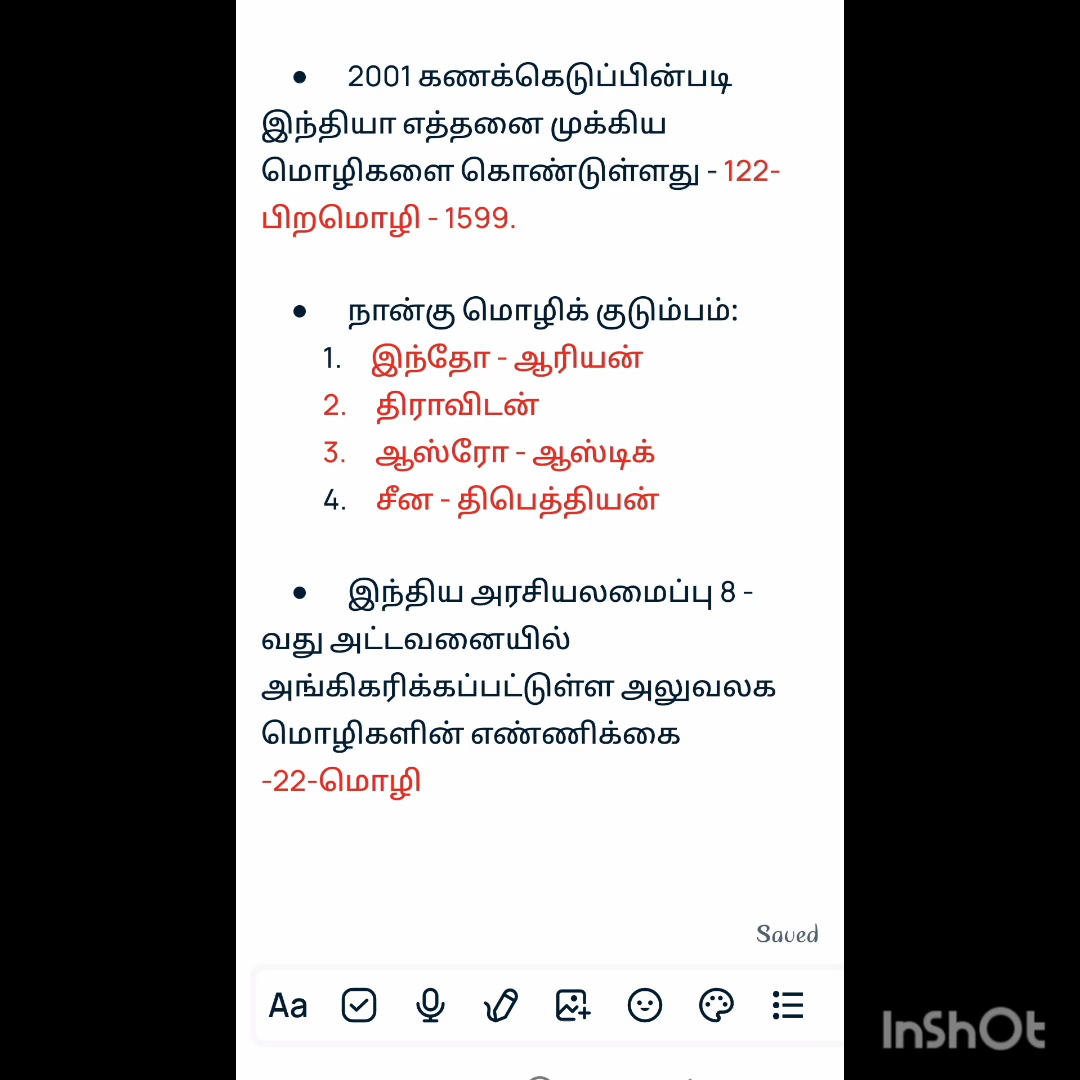 • 2001 கணக்கெடுப்பின்படி
இந்தியா எத்தனை முக்கிய
மொழிகளை கொண்டுள்ளது - 122-
பிறமொழி - 1599.
• நான்கு மொழிக் குடும்பம்:
1. இந்தோ - ஆரியன்
2. திராவிடன்
3. ஆஸ்ரோ - ஆஸ்டிக்
4. சீன - திபெத்தியன்
• இந்திய அரசியலமைப்பு 8 -
வது அட்டவனையில்
அங்கிகரிக்கப்பட்டுள்ள அலுவலக
மொழிகளின் எண்ணிக்கை
-22-மொழி
Saved
Aa
InShOt